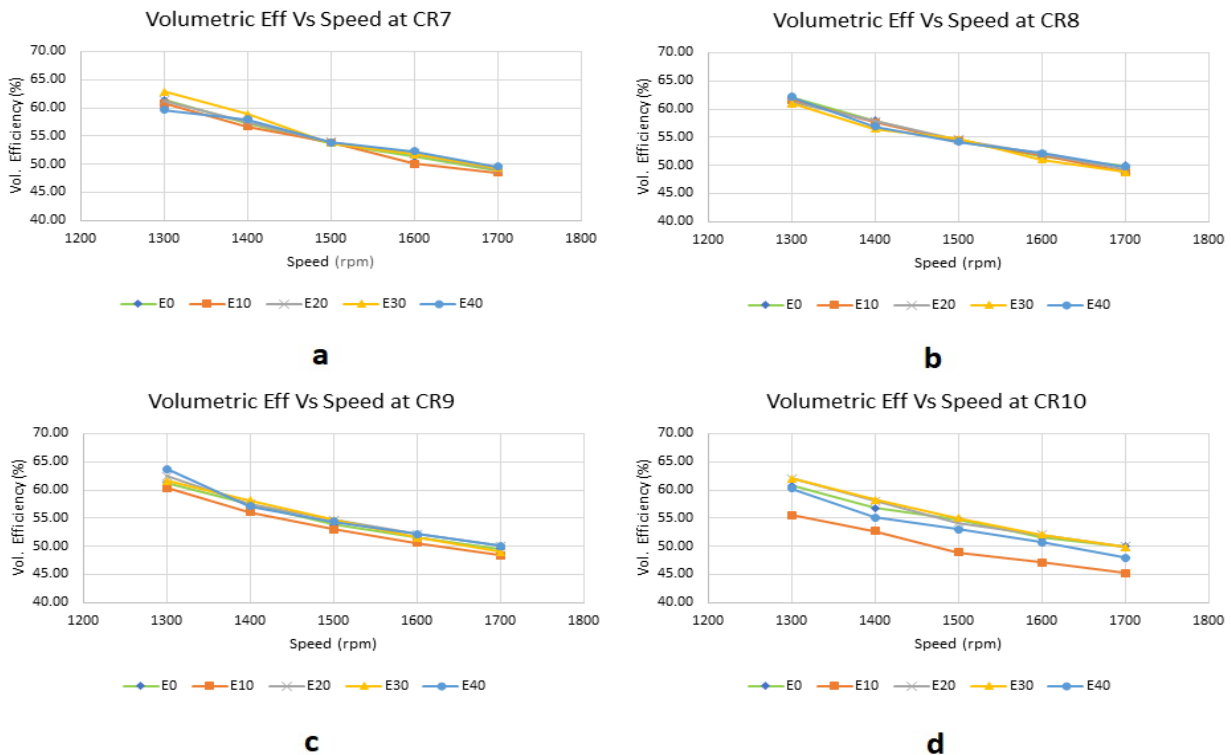 Volumetric Eff Vs Speed at CR7
70.00
65.00
60.00
55.00
50.00
45.00
40.00
Vol. Efficiency (%)
1200 1300 1400 1500 1600 1700 1800
Speed (rpm)
E0 E10 E20 E30 E40
a
Volumetric Eff Vs Speed at CR8
70.00
65.00
60.00
55.00
50.00
45.00
40.00
Vol. Efficiency (%)
1200 1300 1400 1500 1600 1700 1800
Speed (rpm)
E0 E10 E20 E30 E40
b
Volumetric Eff Vs Speed at CR9
70.00
65.00
60.00
55.00
50.00
45.00
40.00
Vol. Efficiency (%)
1200 1300 1400 1500 1600 1700 1800
Speed (rpm)
E0 E10 E20 E30 E40
c
Volumetric Eff Vs Speed at CR10
70.00
65.00
60.00
55.00
50.00
45.00
40.00
Vol. Efficiency (%)
1200 1300 1400 1500 1600 1700 1800
Speed (rpm)
E0 E10 E20 E30 E40
d